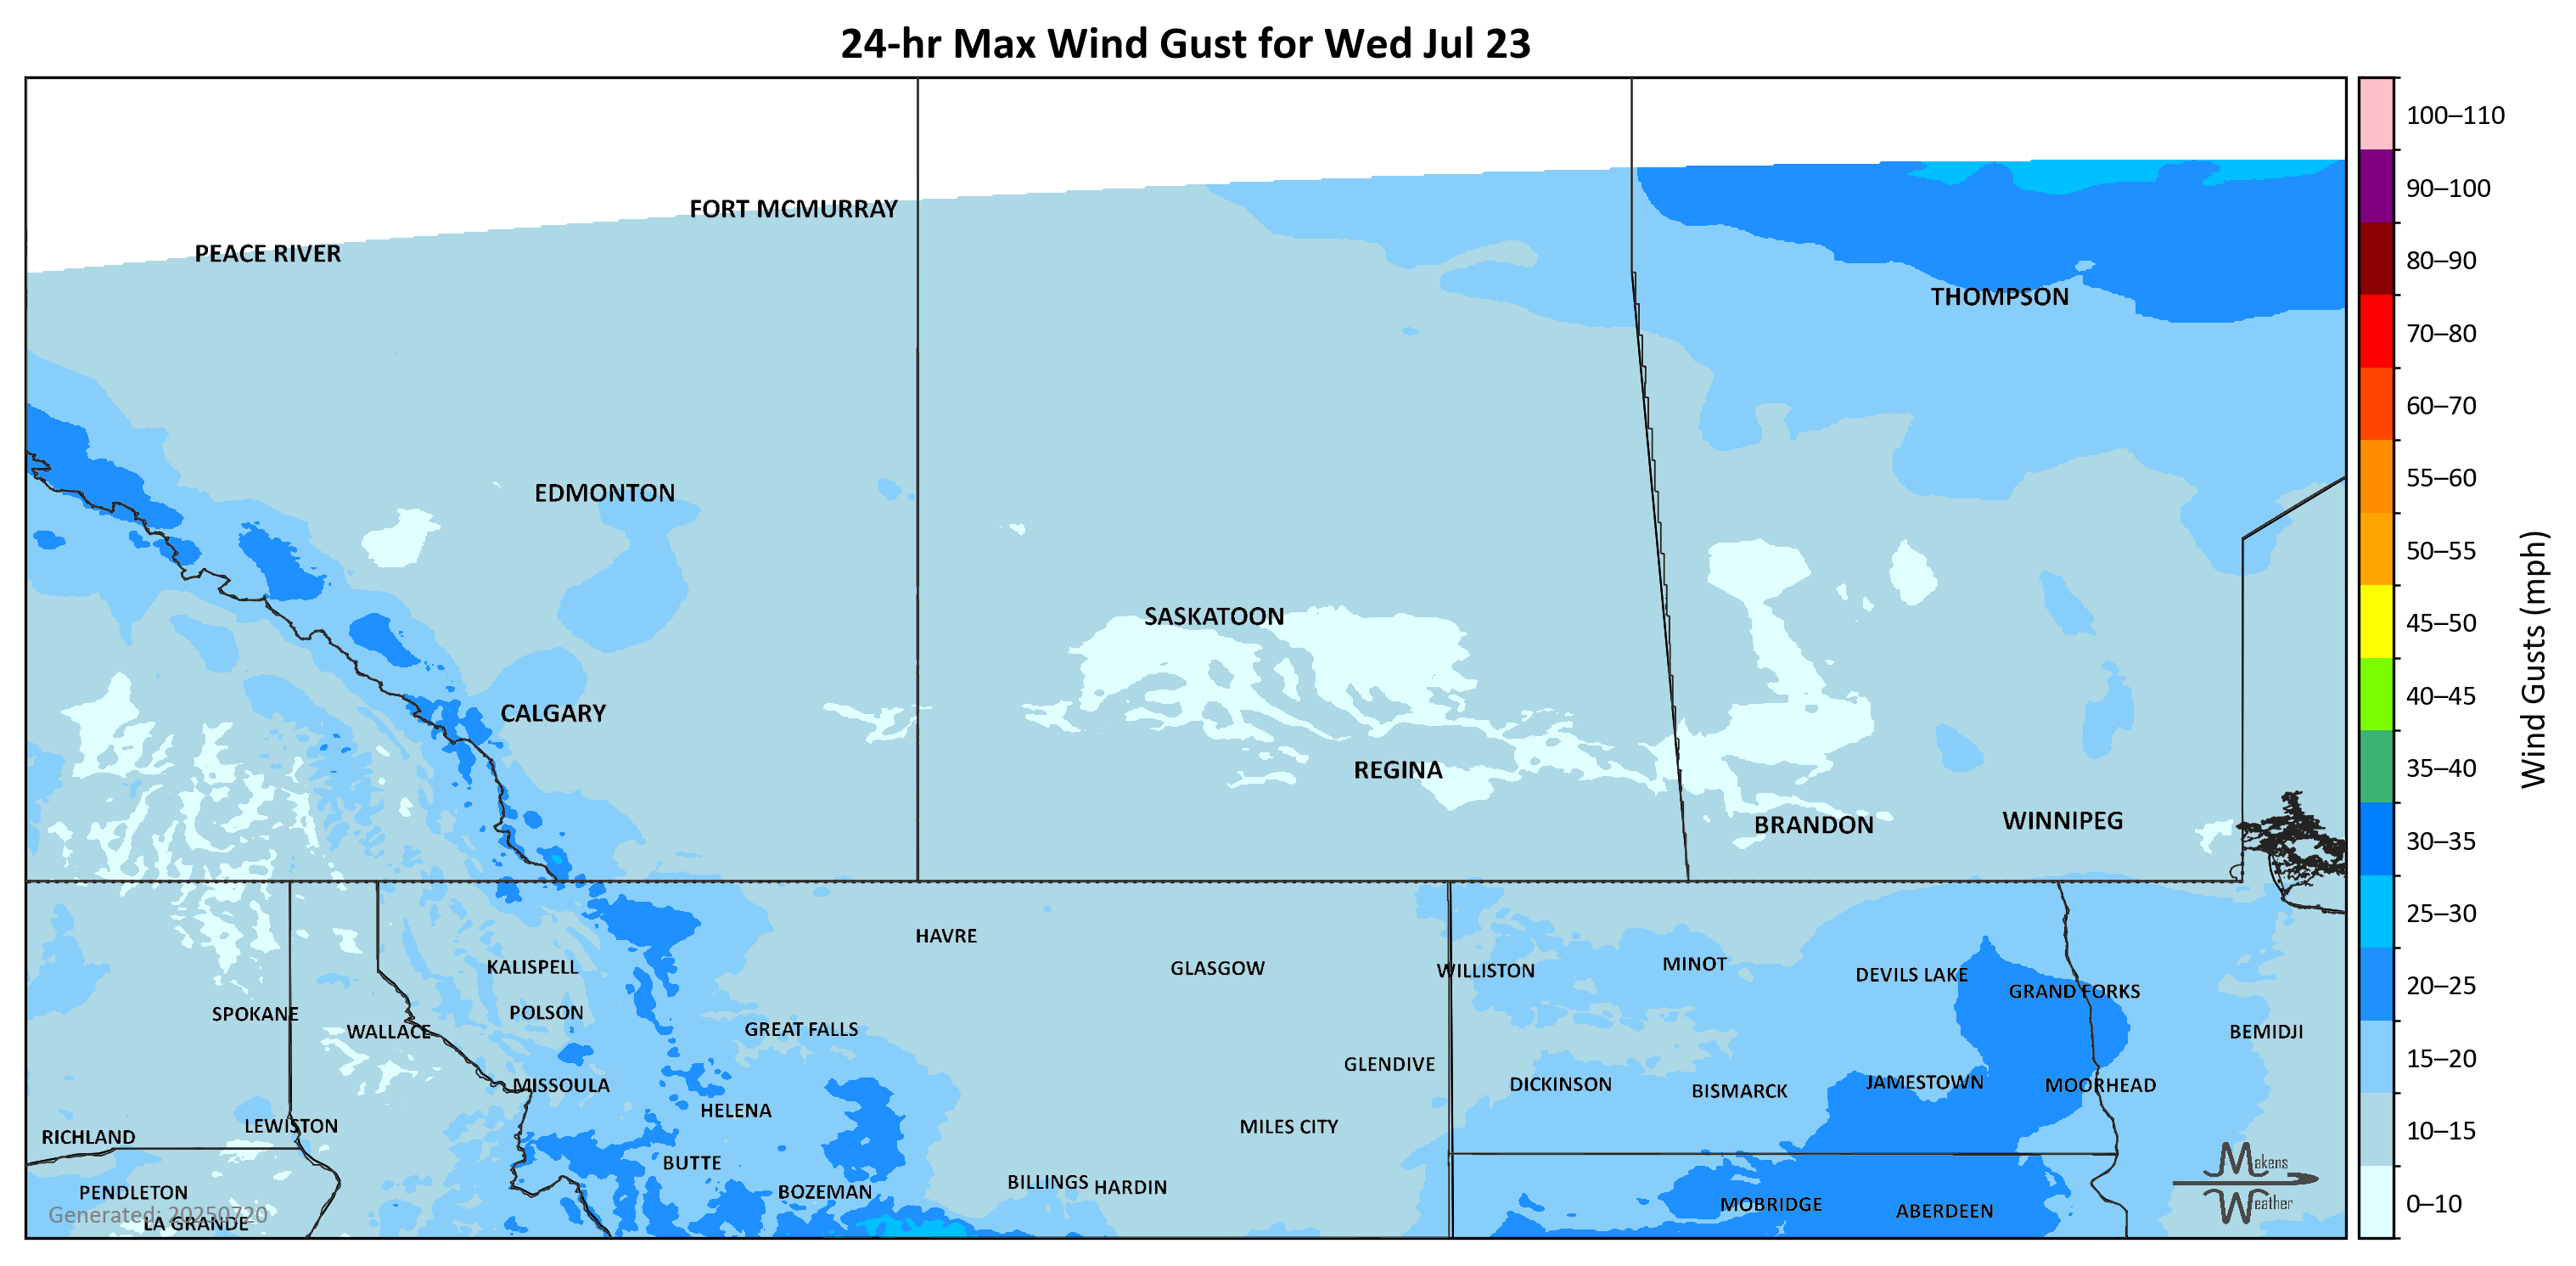 24-hr Max Wind Gust for Wed Jul 23
100–110
FORT MCMURRAY
90–100
PEACE RIVER
80–90
THOMPSON
70–80
60–70
EDMONTON
55–60
50–55
SASKATOON
45–50
Wind Gusts (mph)
CALGARY
40–45
REGINA
35–40
BRANDON
WINNIPEG
30–35
25–30
HAVRE
KALISPELL
GLASGOW
WILLISTON
MINOT
DEVILS LAKE
20–25
GRAND FORKS
SPOKANE
POLSON
WALLACE
GREAT FALLS
BEMIDJI
15–20
GLENDIVE
MISSOULA
DICKINSON
BISMARCK
JAMESTOWN
MOORHEAD
HELENA
LEWISTON
MILES CITY
RICHLAND
10–15
BUTTE
Makens
PENDLETON
BOZEMAN
BILLINGS
HARDIN
MOBRIDGE
ABERDEEN
Weather
0–10
Generated: 20250720
LA GRANDE